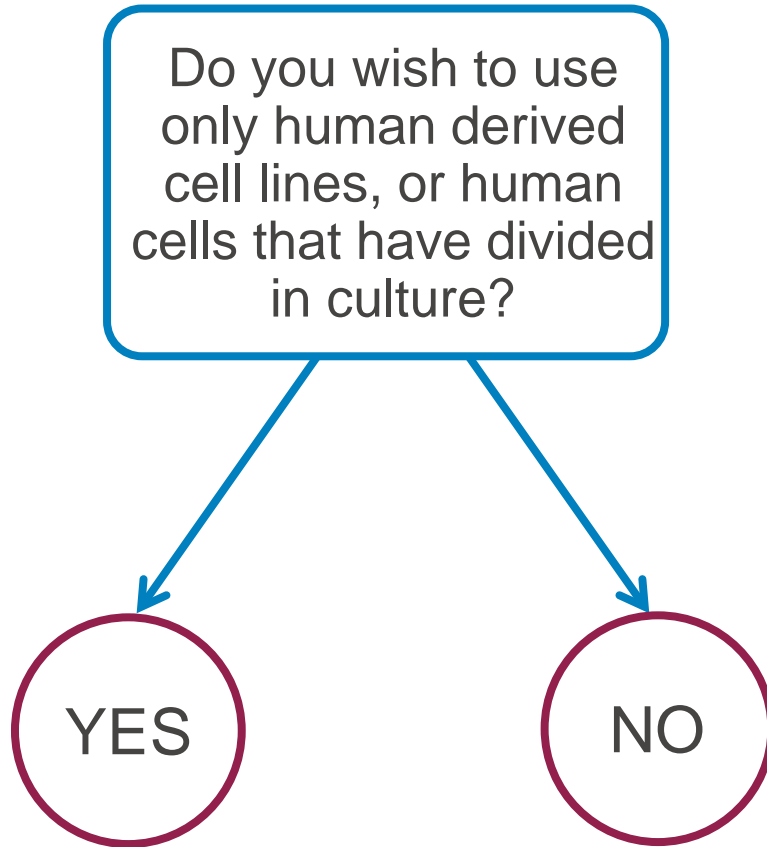 Do you wish to use
only human derived
cell lines, or human
cells that have divided
in culture?
YES
NO